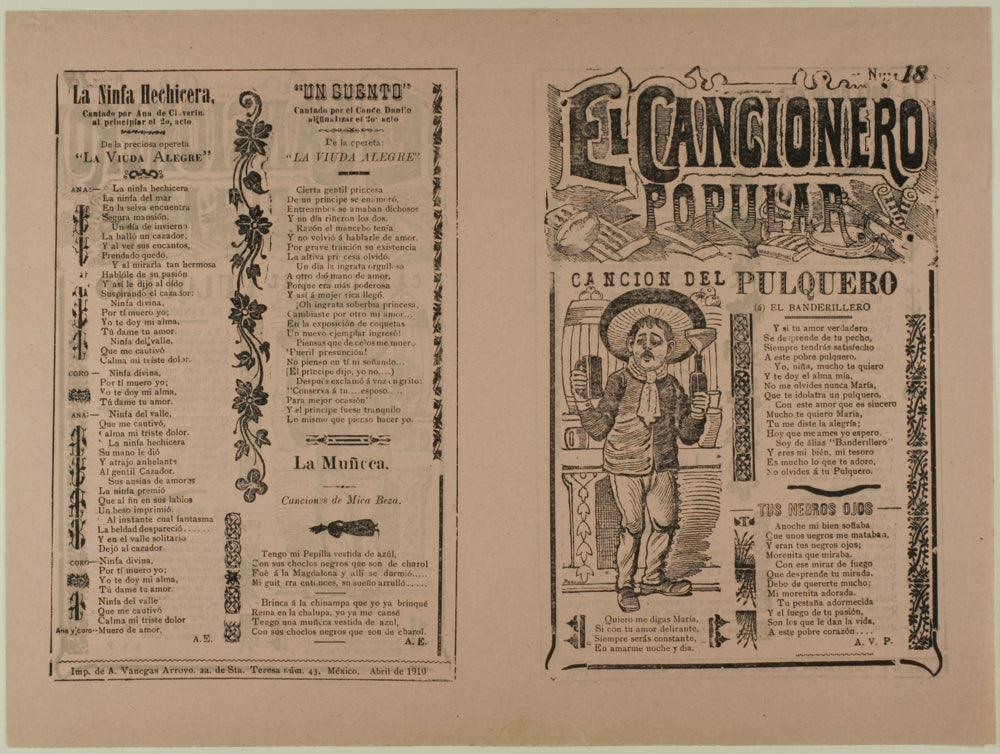 La Ninfa Hechicera,
Cantado por Ana de Clavarin.
al principiar el 2o, acto.
De la preciosa opereta
"LA VIUDA ALEGRE"
ANA:— La ninfa hechicera
La ninfa del mar
En la selva encuentra
Segura mansión.
Un día de invierno
La halló un cazador,
Y al ver sus encantos,
Prendado quedó.
Y al mirarla tan hermosa
Hablóle de su pasión
Y así le dijo al oído
Suspirando el cazador:
Ninfa divina,
Por tí muero yo;
Yo te doy mi alma,
Tú dame tu amor.
Ninfa del valle,
Que me cautivó
Calma mi triste dolor.
CORO— Ninfa divina,
Por tí muero yo;
Yo te doy mi alma,
Tú dame tu amor.
ANA:— Ninfa del valle,
Que me cautivó,
Calma mi triste dolor.
La ninfa hechicera
Su mano le dió
Y atrajo anhelante
Al gentil Cazador.
Sus ansias de amores
La ninfa premió
Que al fin en sus labios
Un beso imprimió.
Al instante cual fantasma
La beldad despareció......
Y en el valle solitario
Dejó al cazador.
CORO— Ninfa divina,
Por tí muero yo;
Yo te doy mi alma,
Tú dame tu amor.
Ninfa del valle
Que me cautivó
Calma mi triste dolor
Ana y coro--Muero de amor.
A. E.
"UN CUENTO"
Cantado por el Conde Danilo
al finalizar el 2o acto
De la opereta:
"LA VIUDA ALEGRE"
Cierta gentil princesa
De un príncipe se enamoró,
Entreambos se amaban dichosos
Y un día riñeron los dos.
Razón el mancebo tenía
Y no volvió á hablarle de amor,
Por grave traición su existencia
La altiva princesa olvidó.
Un día la ingrata orgullosa
A otro dió mano de amor,
Porque era más poderosa
Y así á mujer rica llegó.
¡Oh ingrata soberbia princesa,
Cambiaste por otro mi amor...
En la exposición de coquetas
Un nuevo ejemplar ingresó!
Piensas que de celos me muero
¡Pueril presunción!
No pienso en tí ni soñando...
¡El príncipe dijo, yo no....)
Después exclamó á voz en grito:
"Conserva á tu.... esposo....
Para mejor ocasión"
Y el príncipe fuese tranquilo
Lo mismo que pienso hacer yo.
La Muñeca.
Canciones de Mica Beza.
Tengo mi Pepilla vestida de azúl,
Con sus choclos negros que son de charol
Fué á la Magdalena y allí se durmió.....
Mi guitarra entonces, su sueño arrulló......
Brinca á la chinampa que yo ya brinqué
Rema en la chalupa, yo ya me cansé
Tengo una muñeca vestida de azul,
Con sus choclos negros que son de charol.
A. E.
Imp. de A. Vanegas Arroyo. 2a. de Sta. Teresa núm. 43, México. Abril de 1910
18
EL CANCIONERO
POPULAR
CANCION DEL PULQUERO
(á) EL BANDERILLERO
Y si tu amor verdadero
Se desprende de tu pecho,
Siempre tendrás satisfecho
A este pobre pulquero.
Yo, niña, mucho te quiero
Y te doy el alma mía,
No me olvides nunca María,
Que te idolatra un pulquero,
Con este amor que es sincero
Mucho te quiero María,
Tu me diste la alegría;
Hoy que me ames yo espero.
Soy de álias "Banderillero"
Y eres mi bién, mi tesoro
Es mucho lo que te adoro,
No olvides á tu Pulquero.
Quiero me digas María,
Si con tu amor delirante,
Siempre serás constante,
En amarme noche y dia.
TUS NEGROS OJOS
Anoche mi bien soñaba
Que unos negros me mataban,
Y eran tus negros ojos;
Morenita que miraba.
Con ese mirar de fuego
Que desprende tu mirada,
Debo de quererte mucho;
Mi morenita adorada.
Tu pestaña adormecida
Y el fuego de tu pasión,
Son los que le dan la vida,
A este pobre corazón....
A. V. P.